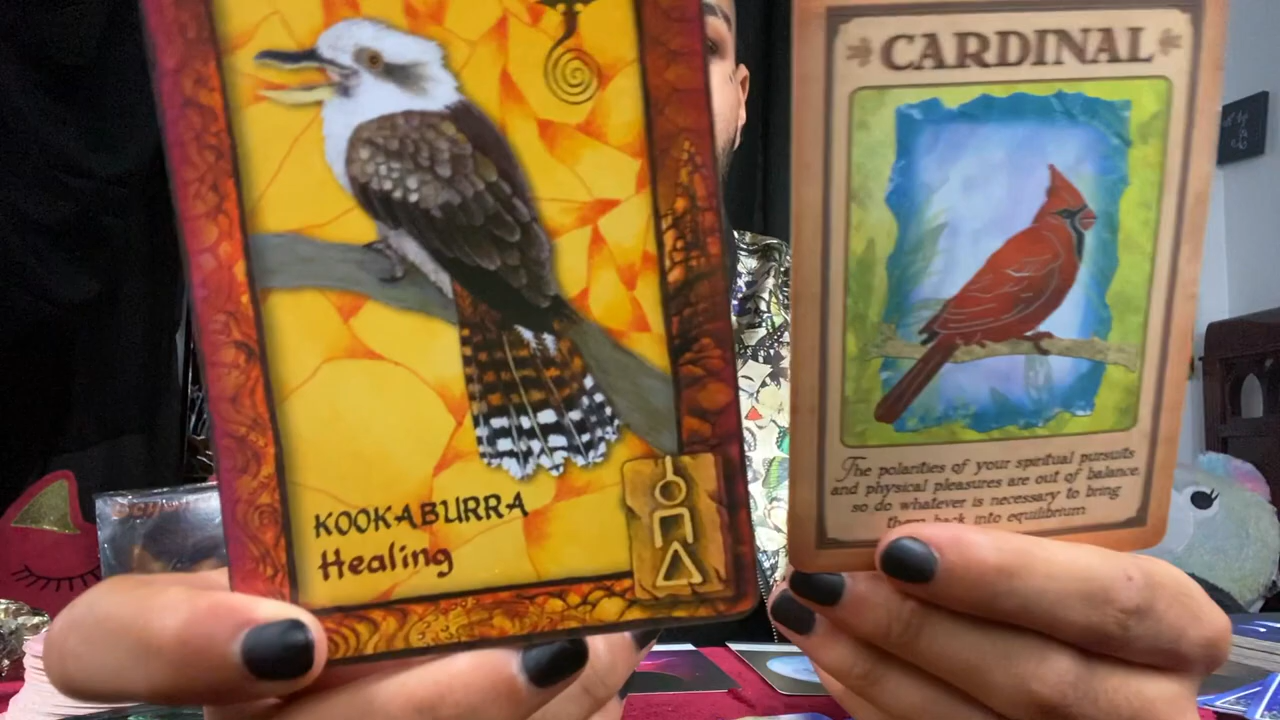 KOOKABURRA
Healing
CARDINAL
The polarities of your spiritual pursuits
and physical pleasures are out of balance,
so do whatever is necessary to bring
them back into equilibrium